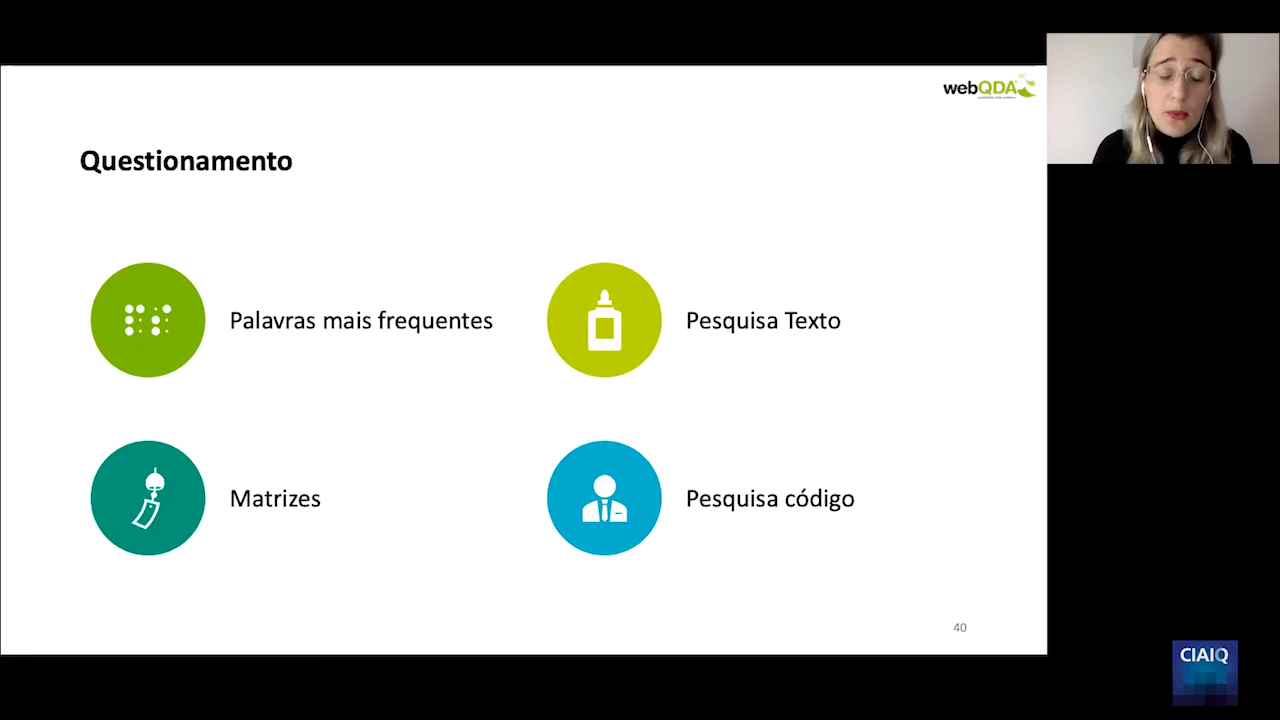 webQDA
Questionamento
Palavras mais frequentes
Pesquisa Texto
Matrizes
Pesquisa código
40
CIAIQ